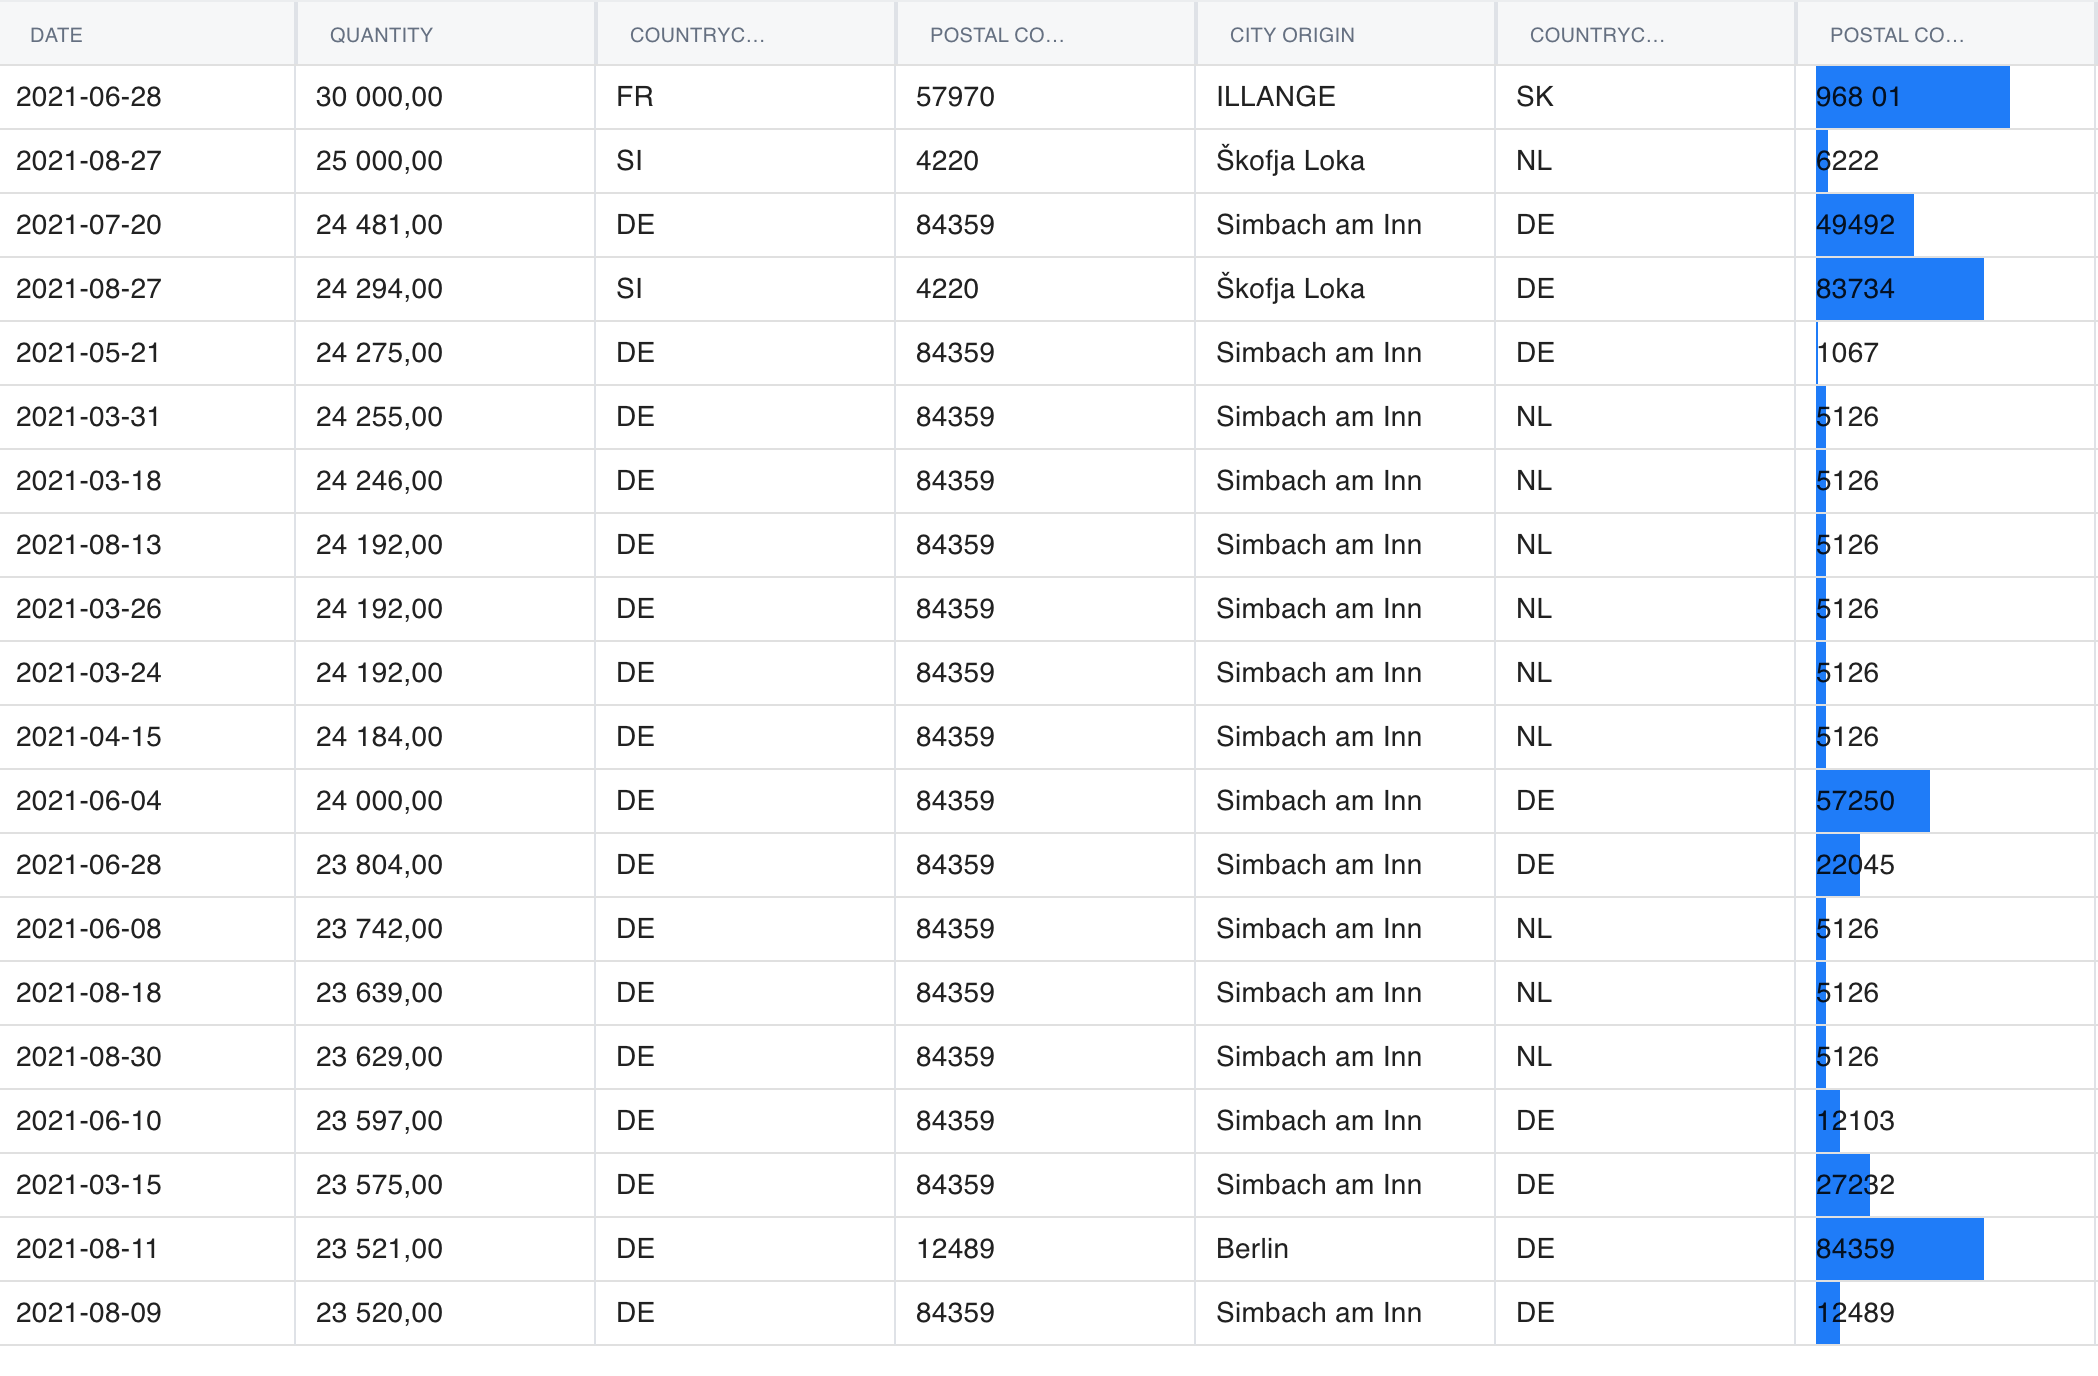 DATE QUANTITY COUNTRYC... POSTAL CO... CITY ORIGIN COUNTRYC... POSTAL CO...
2021-06-28 30 000,00 FR 57970 ILLANGE SK 968 01
2021-08-27 25 000,00 SI 4220 Škofja Loka NL 6222
2021-07-20 24 481,00 DE 84359 Simbach am Inn DE 49492
2021-08-27 24 294,00 SI 4220 Škofja Loka DE 83734
2021-05-21 24 275,00 DE 84359 Simbach am Inn DE 1067
2021-03-31 24 255,00 DE 84359 Simbach am Inn NL 5126
2021-03-18 24 246,00 DE 84359 Simbach am Inn NL 5126
2021-08-13 24 192,00 DE 84359 Simbach am Inn NL 5126
2021-03-26 24 192,00 DE 84359 Simbach am Inn NL 5126
2021-03-24 24 192,00 DE 84359 Simbach am Inn NL 5126
2021-04-15 24 184,00 DE 84359 Simbach am Inn NL 5126
2021-06-04 24 000,00 DE 84359 Simbach am Inn DE 57250
2021-06-28 23 804,00 DE 84359 Simbach am Inn DE 22045
2021-06-08 23 742,00 DE 84359 Simbach am Inn NL 5126
2021-08-18 23 639,00 DE 84359 Simbach am Inn NL 5126
2021-08-30 23 629,00 DE 84359 Simbach am Inn NL 5126
2021-06-10 23 597,00 DE 84359 Simbach am Inn DE 12103
2021-03-15 23 575,00 DE 84359 Simbach am Inn DE 27232
2021-08-11 23 521,00 DE 12489 Berlin DE 84359
2021-08-09 23 520,00 DE 84359 Simbach am Inn DE 12489